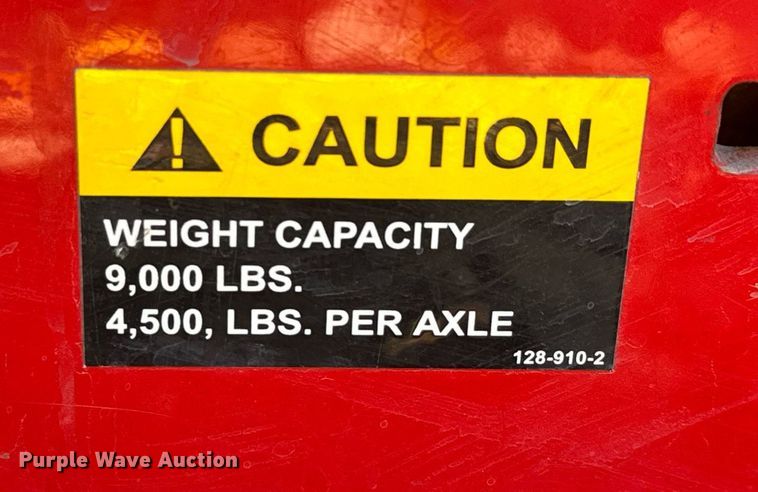 CAUTION
WEIGHT CAPACITY
9,000 LBS.
4,500, LBS. PER AXLE
128-910-2
Purple Wave Auction